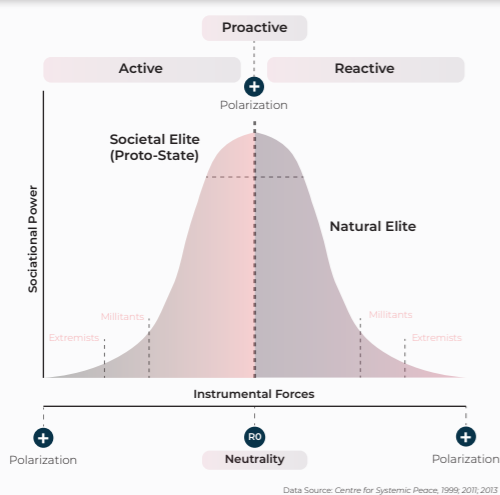 Proactive
Active
Reactive
+
Polarization
Societal Elite
(Proto-State)
Natural Elite
Sociational Power
Millitants
Millitants
Extremists
Extremists
Instrumental Forces
+
R0
+
Polarization
Neutrality
Polarization
Data Source: Centre for Systemic Peace, 1999; 2011; 2013